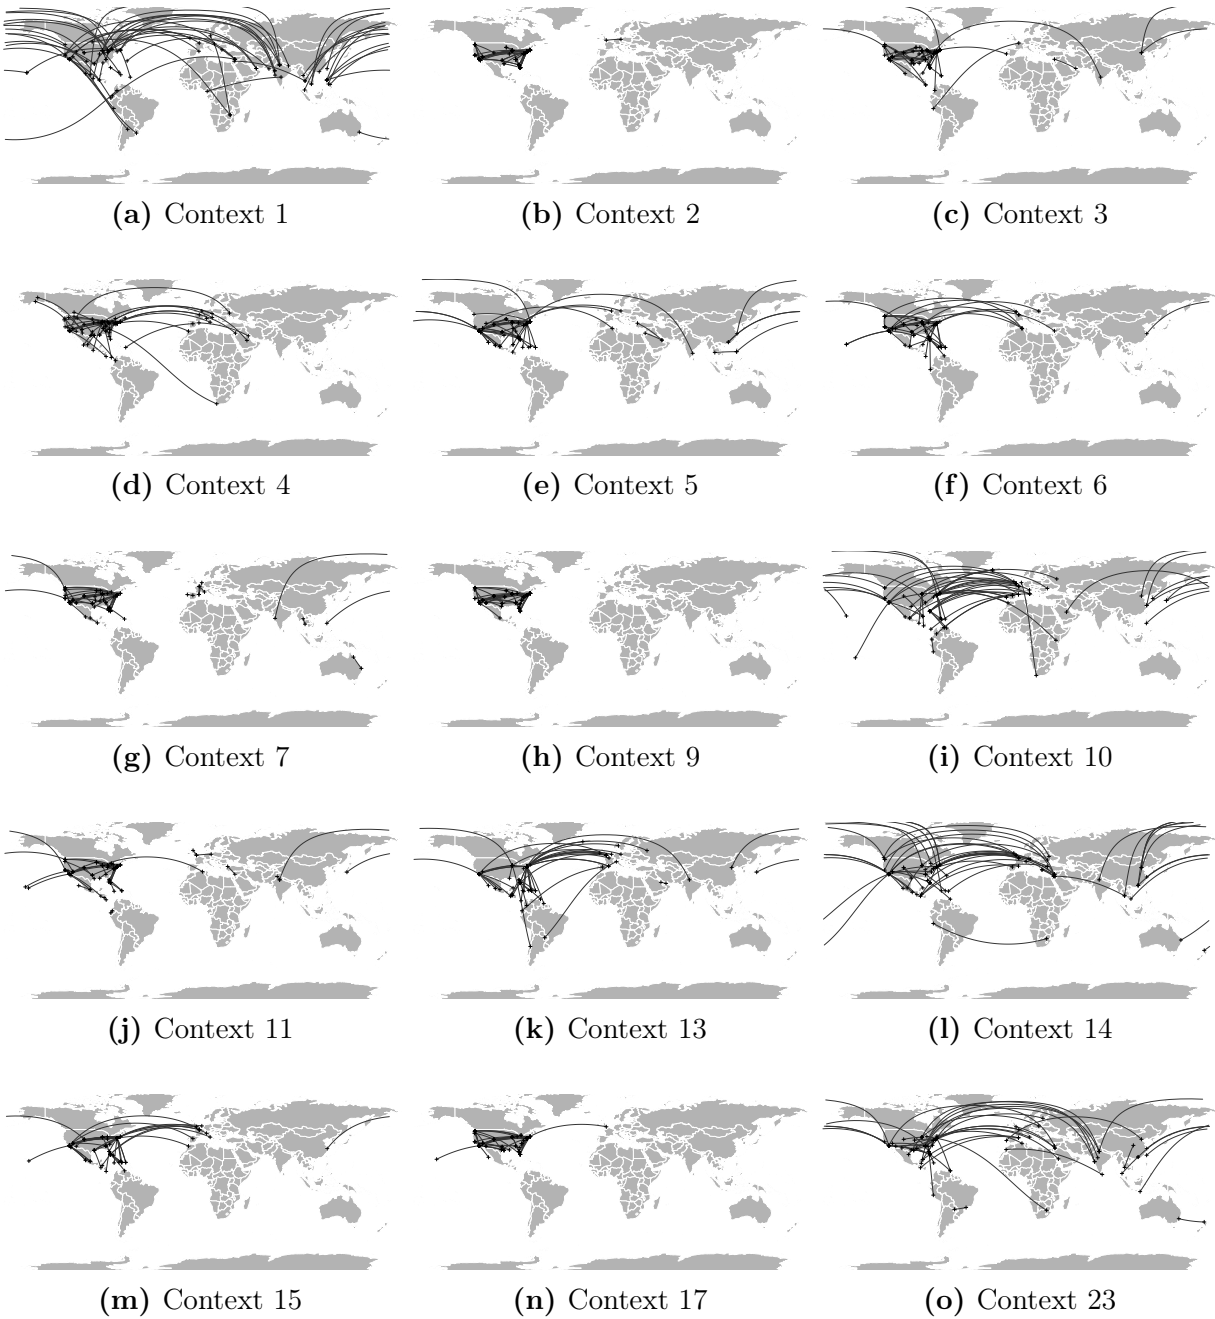 (a) Context 1
(b) Context 2
(c) Context 3
(d) Context 4
(e) Context 5
(f) Context 6
(g) Context 7
(h) Context 9
(i) Context 10
(j) Context 11
(k) Context 13
(l) Context 14
(m) Context 15
(n) Context 17
(o) Context 23